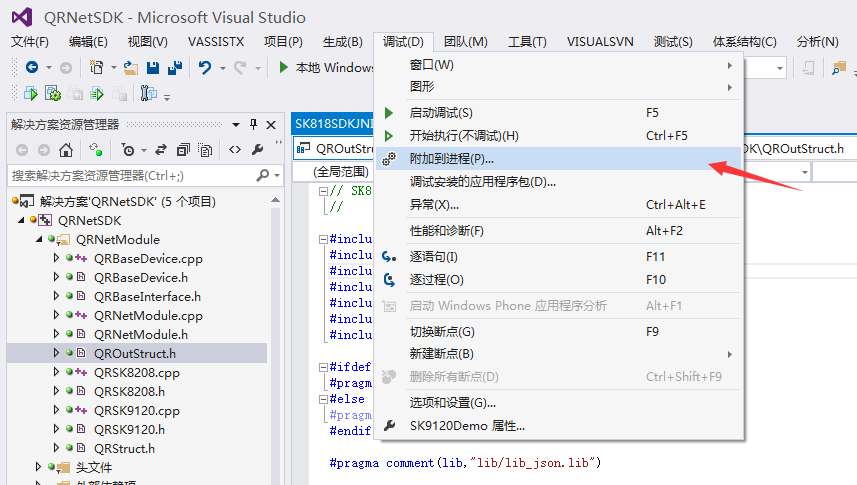 QRNetSDK - Microsoft Visual Studio
文件(F) 编辑(E) 视图(V) VASSISTX 项目(P) 生成(B) 调试(D) 团队(M) 工具(T) VISUALSVN 测试(S) 体系结构(C) 分析(N)
本地 Window
窗口(W)
图形
启动调试(S) F5
开始执行(不调试)(H) Ctrl+F5
附加到进程(P)...
调试安装的应用程序包(D)...
异常(X)... Ctrl+Alt+E
性能和诊断(F) Alt+F2
逐语句(I) F11
逐过程(O) F10
启动 Windows Phone 应用程序分析 Alt+F1
切换断点(G) F9
新建断点(B)
删除所有断点(D) Ctrl+Shift+F9
选项和设置(G)...
SK9120Demo 属性...
解决方案资源管理器
搜索解决方案资源管理器(Ctrl+;)
解决方案'QRNetSDK' (5 个项目)
QRNetSDK
QRNetModule
QRBaseDevice.cpp
QRBaseDevice.h
QRBaseInterface.h
QRNetModule.cpp
QRNetModule.h
QROutStruct.h
QRSK8208.cpp
QRSK8208.h
QRSK9120.cpp
QRSK9120.h
QRStruct.h
头文件
外部依赖项
SK818SDKJNI
QROutStru
DK\QROutStruct.h
(全局范围)
// SK8
//
#inclu
#inclu
#inclu
#inclu
#inclu
#inclu
#inclu
#ifdef
#pragm
#else
#pragm
#endif
#pragma comment(lib,"lib/lib_json.lib")